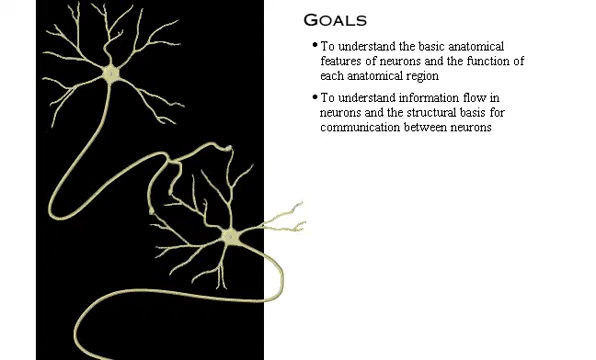 GOALS
• To understand the basic anatomical
features of neurons and the function of
each anatomical region
• To understand information flow in
neurons and the structural basis for
communication between neurons